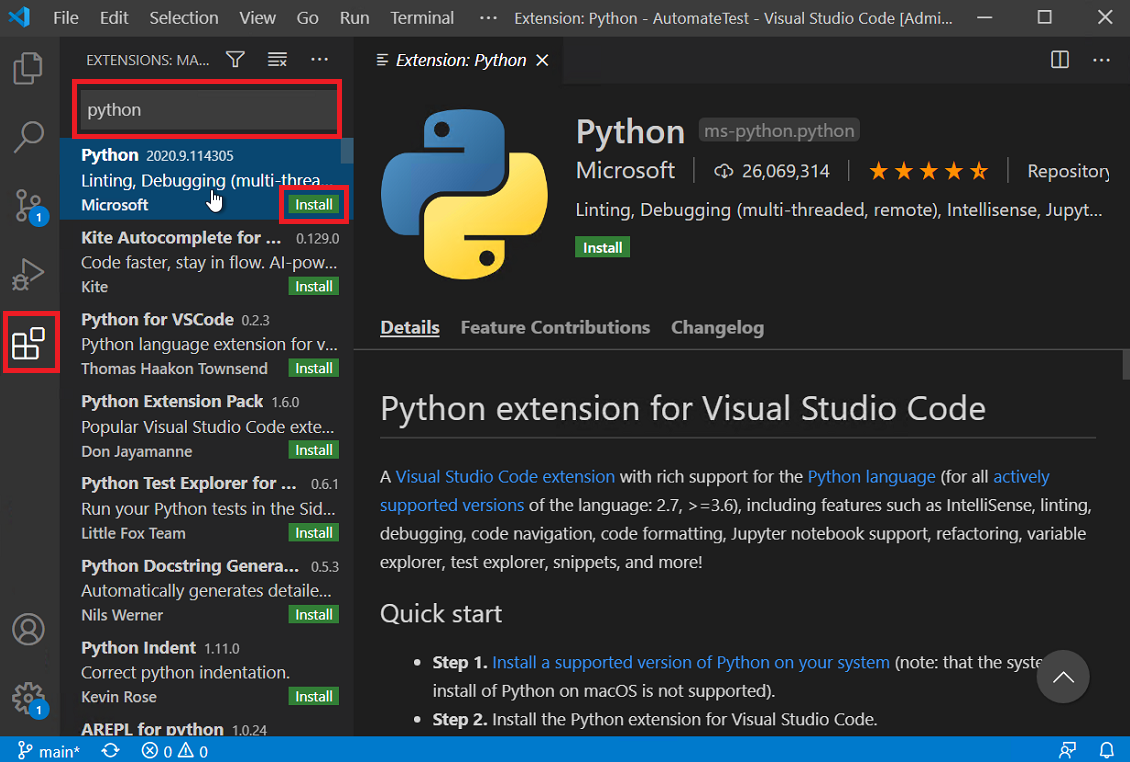 File Edit Selection View Go Run Terminal ··· Extension: Python - AutomateTest - Visual Studio Code [Admi...
EXTENSIONS: MA...
Extension: Python
python
Python 2020.9.114305
Linting, Debugging (multi-threa...
Microsoft Install
Kite Autocomplete for ... 0.129.0
Code faster, stay in flow. AI-pow...
Kite Install
Python for VSCode 0.2.3
Python language extension for v...
Thomas Haakon Townsend Install
Python Extension Pack 1.6.0
Popular Visual Studio Code exte...
Don Jayamanne Install
Python Test Explorer for ... 0.6.1
Run your Python tests in the Sid...
Little Fox Team Install
Python Docstring Genera... 0.5.3
Automatically generates detaile...
Nils Werner Install
Python Indent 1.11.0
Correct python indentation.
Kevin Rose Install
AREPL for python 1.0.24
1
1
Python ms-python.python
Microsoft 26,069,314 Repository
Linting, Debugging (multi-threaded, remote), Intellisense, Jupyt...
Install
Details Feature Contributions Changelog
Python extension for Visual Studio Code
A Visual Studio Code extension with rich support for the Python language (for all actively
supported versions of the language: 2.7, >=3.6), including features such as IntelliSense, linting,
debugging, code navigation, code formatting, Jupyter notebook support, refactoring, variable
explorer, test explorer, snippets, and more!
Quick start
• Step 1. Install a supported version of Python on your system (note: that the syste
install of Python on macOS is not supported).
• Step 2. Install the Python extension for Visual Studio Code.
main* 0 0